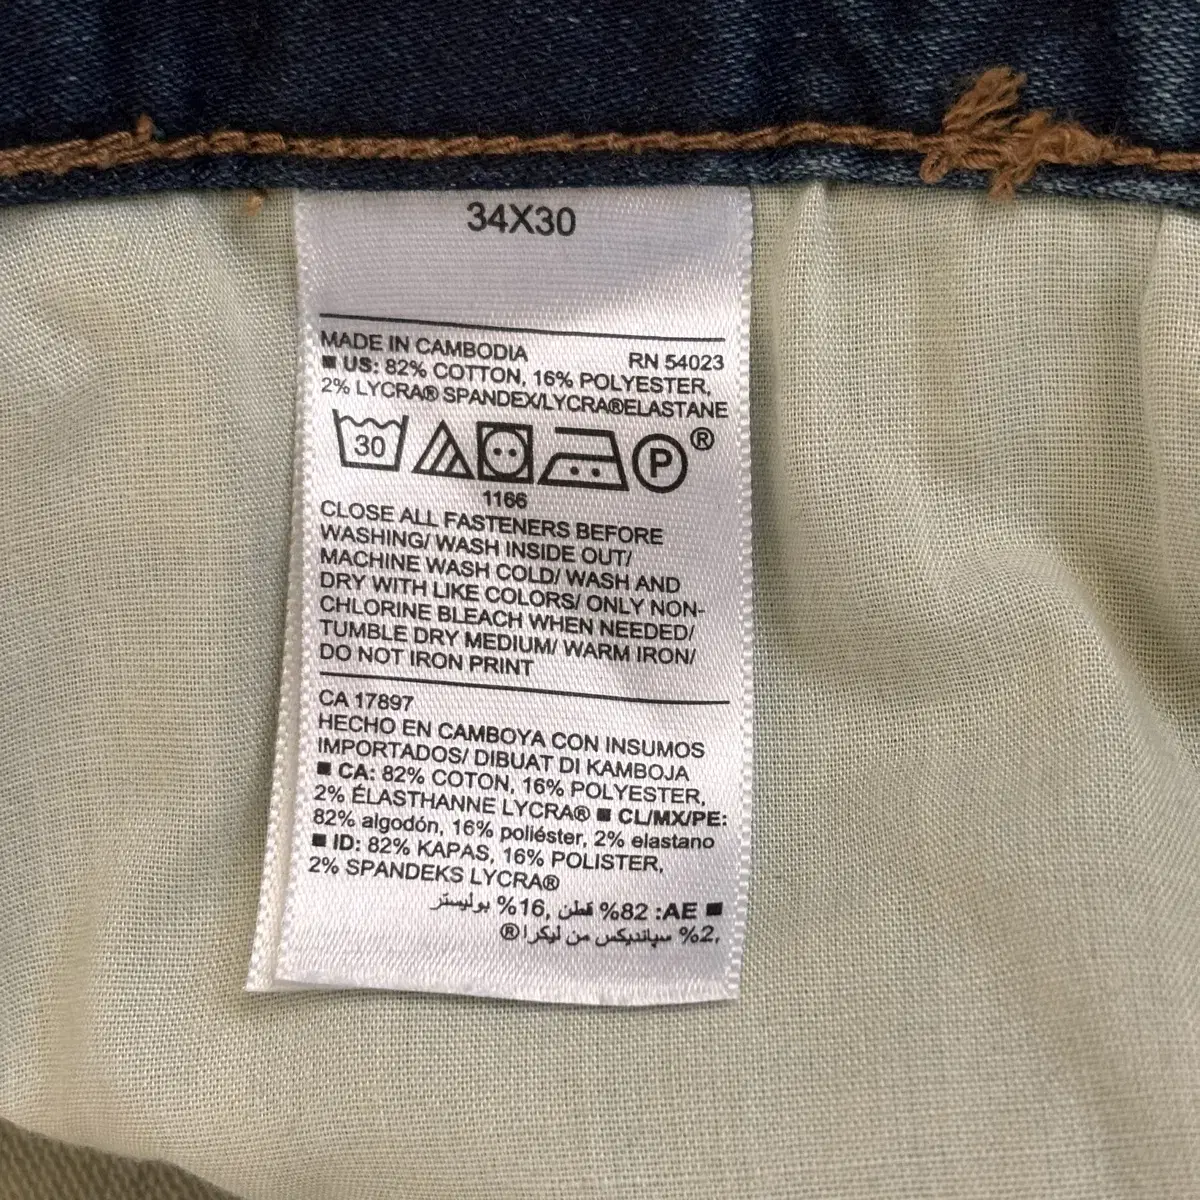 34X30
MADE IN CAMBODIA RN 54023
■ US: 82% COTTON, 16% POLYESTER,
2% LYCRA® SPANDEX/LYCRA®ELASTANE
30 P ®
1166
CLOSE ALL FASTENERS BEFORE
WASHING/ WASH INSIDE OUT/
MACHINE WASH COLD/ WASH AND
DRY WITH LIKE COLORS/ ONLY NON-
CHLORINE BLEACH WHEN NEEDED/
TUMBLE DRY MEDIUM/ WARM IRON/
DO NOT IRON PRINT
CA 17897
HECHO EN CAMBOYA CON INSUMOS
IMPORTADOS/ DIBUAT DI KAMBOJA
■ CA: 82% COTON, 16% POLYESTER,
2% ÉLASTHANNE LYCRA® ■ CL/MX/PE:
82% algodón, 16% poliéster, 2% elastano
■ ID: 82% KAPAS, 16% POLISTER,
2% SPANDEKS LYCRA®
■ AE: 82% قطن, 16% بوليستر
,2% سباندیکس من ليكرا®